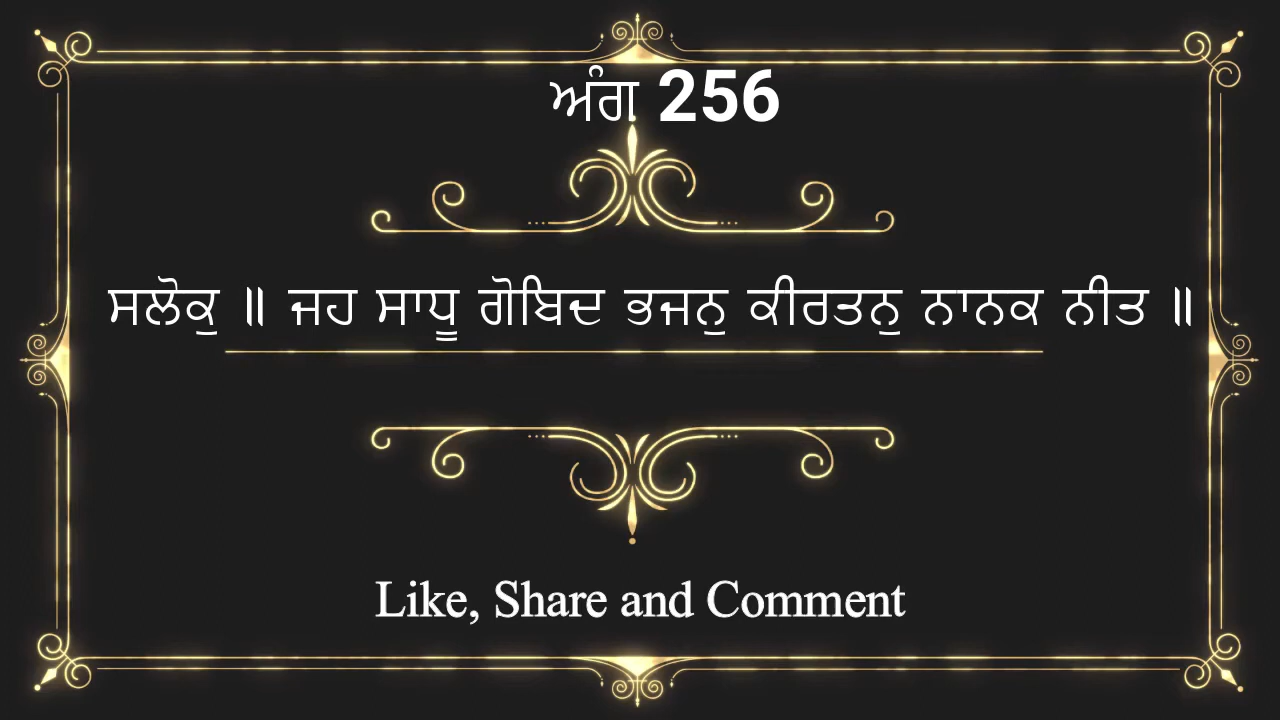 ਅੰਗ 256
ਸਲੋਕੁ ॥ ਜਹ ਸਾਧੂ ਗੋਬਿਦ ਭਜਨੁ ਕੀਰਤਨੁ ਨਾਨਕ ਨੀਤ ॥
Like, Share and Comment